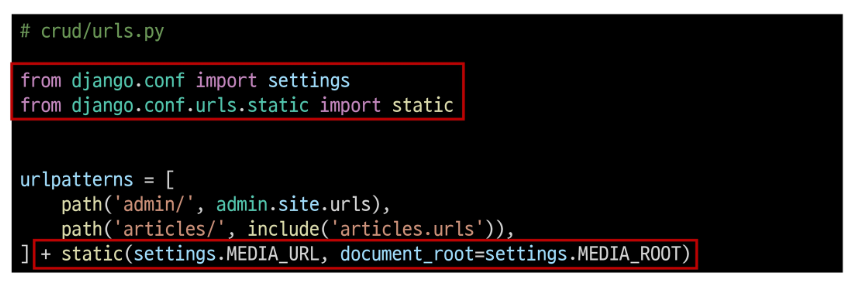 # crud/urls.py
from django.conf import settings
from django.conf.urls.static import static
urlpatterns = [
    path('admin/', admin.site.urls),
    path('articles/', include('articles.urls')),
] + static(settings.MEDIA_URL, document_root=settings.MEDIA_ROOT)